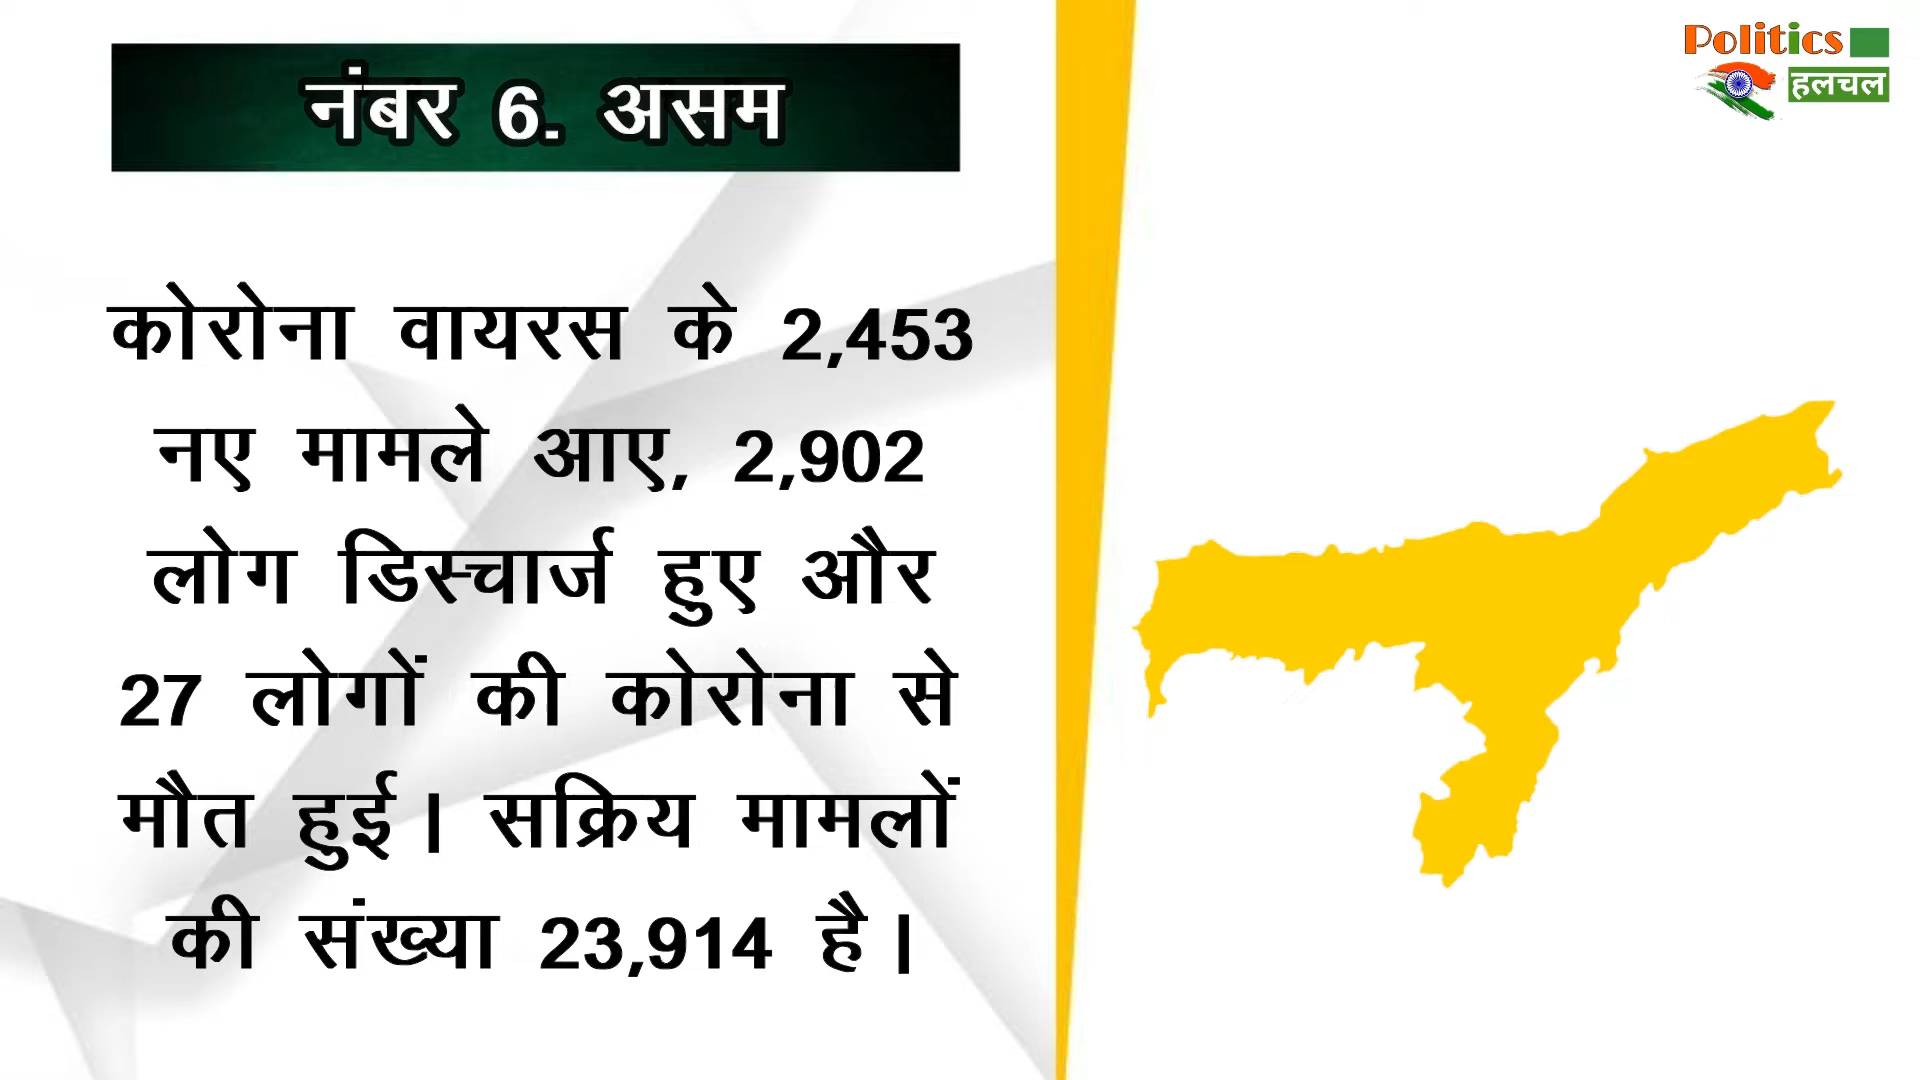 नंबर 6. असम
Politics
हलचल
कोरोना वायरस के 2,453
नए मामले आए, 2,902
लोग डिस्चार्ज हुए और
27 लोगों की कोरोना से
मौत हुई। सक्रिय मामलों
की संख्या 23,914 है।